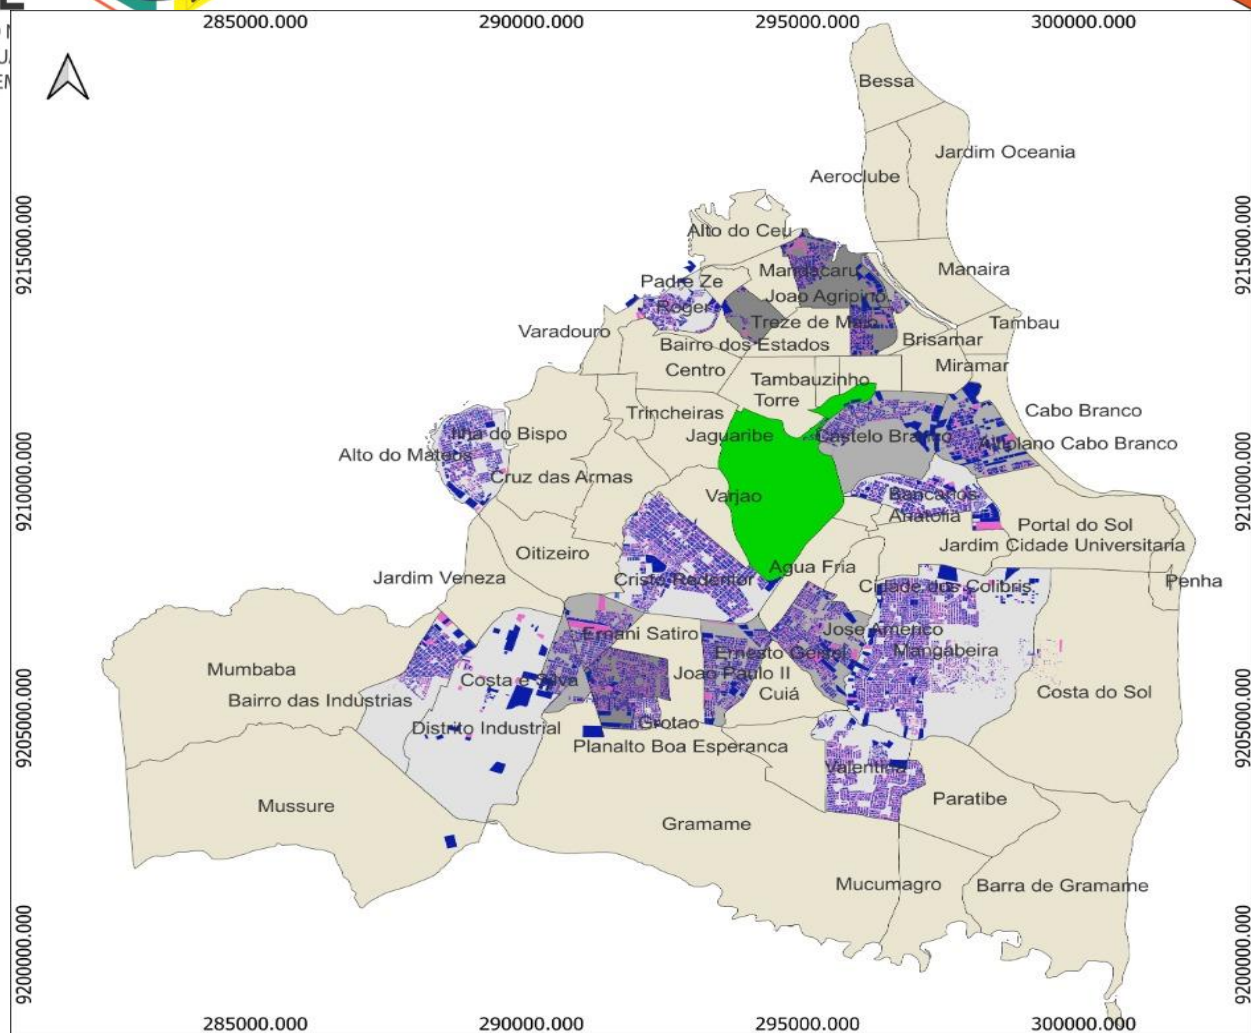 285000.000 290000.000 295000.000 300000.000
Bessa
Jardim Oceania
Aeroclube
9215000.000
9215000.000
Alto do Ceu
Mandacaru
Manaira
Padre Ze
Joao Agripino
Roger
Treze de Maio
Tambau
Varadouro
Bairro dos Estados
Brisamar
Centro
Miramar
Tambauzinho
Torre
Trincheiras
Cabo Branco
Ilha do Bispo
Jaguaribe
Castelo Branco
Altiplano Cabo Branco
Alto do Mateus
9210000.000
9210000.000
Cruz das Armas
Varjao
Bancarios
Anatolia
Portal do Sol
Oitizeiro
Jardim Cidade Universitaria
Jardim Veneza
Cristo Redentor
Agua Fria
Cidade dos Colibris
Penha
Ernani Satiro
Jose Americo
Ernesto Geisel
Mangabeira
Mumbaba
Joao Paulo II
Costa e Silva
Cuiá
Costa do Sol
Bairro das Industrias
9205000.000
9205000.000
Distrito Industrial
Grotao
Planalto Boa Esperanca
Valentina
Mussure
Paratibe
Gramame
Mucumagro
Barra de Gramame
9200000.000
9200000.000
285000.000 290000.000 295000.000 300000.000